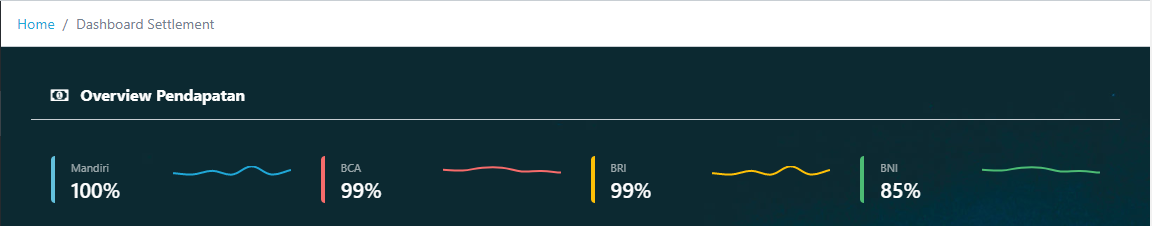 Home / Dashboard Settlement
Overview Pendapatan
Mandiri
100%
BCA
99%
BRI
99%
BNI
85%